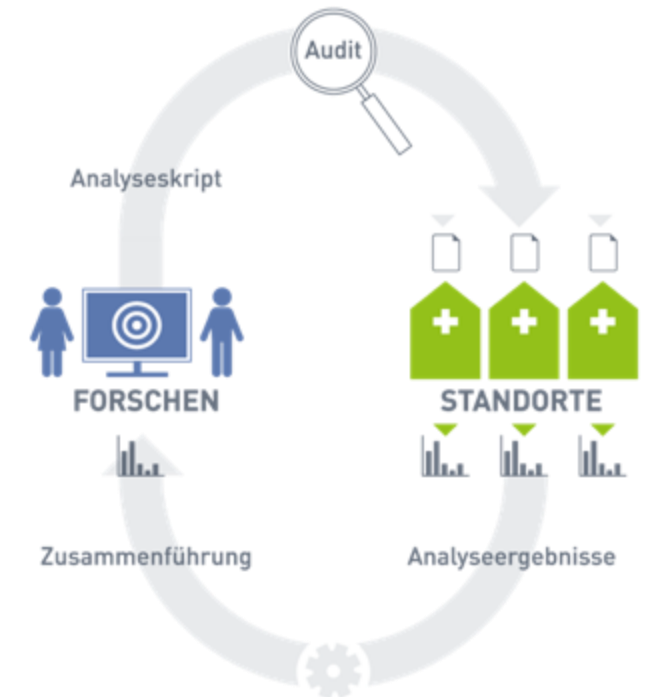 Audit
Analyseskript
FORSCHEN
STANDORTE
Zusammenführung
Analyseergebnisse